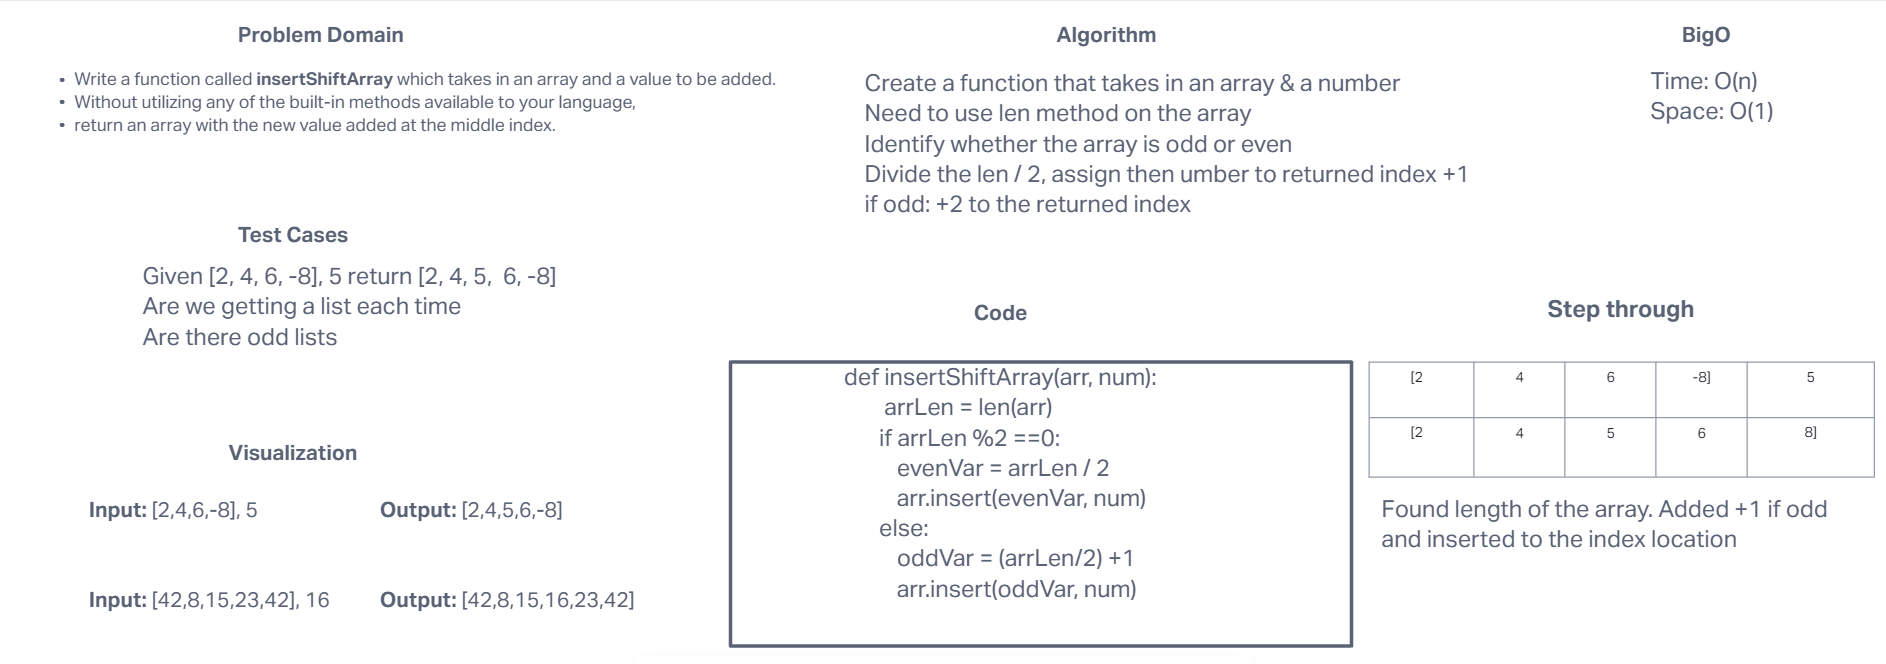 Problem Domain
• Write a function called insertShiftArray which takes in an array and a value to be added.
• Without utilizing any of the built-in methods available to your language,
• return an array with the new value added at the middle index.
Test Cases
Given [2, 4, 6, -8], 5 return [2, 4, 5,  6, -8]
Are we getting a list each time
Are there odd lists
Visualization
Input: [2,4,6,-8], 5 Output: [2,4,5,6,-8]
Input: [42,8,15,23,42], 16 Output: [42,8,15,16,23,42]
Algorithm
Create a function that takes in an array & a number
Need to use len method on the array
Identify whether the array is odd or even
Divide the len / 2, assign then umber to returned index +1
if odd: +2 to the returned index
BigO
Time: O(n)
Space: O(1)
Code
def insertShiftArray(arr, num):
arrLen = len(arr)
if arrLen %2 ==0:
evenVar = arrLen / 2
arr.insert(evenVar, num)
else:
oddVar = (arrLen/2) +1
arr.insert(oddVar, num)
Step through
[2 4 6 -8] 5
[2 4 5 6 8]
Found length of the array. Added +1 if odd
and inserted to the index location